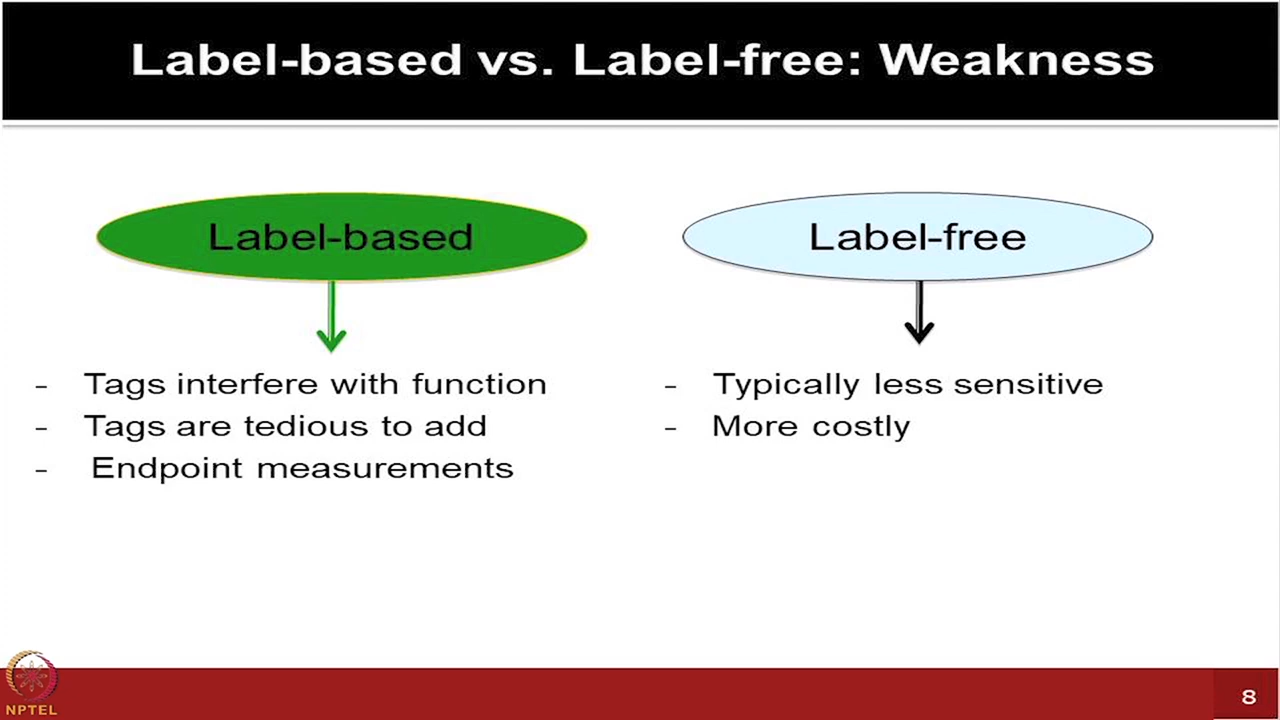 Label-based vs. Label-free: Weakness
Label-based
- Tags interfere with function
- Tags are tedious to add
- Endpoint measurements
Label-free
- Typically less sensitive
- More costly
NPTEL
8